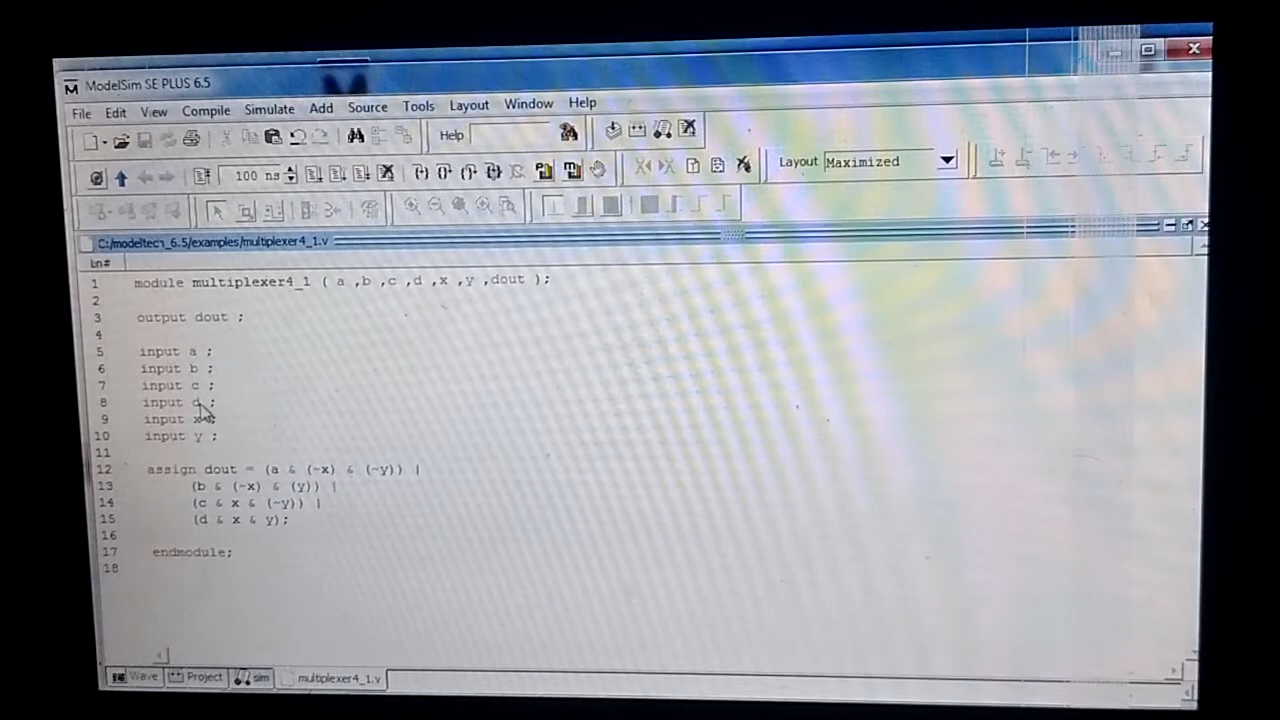 ModelSim SE PLUS 6.5
File Edit View Compile Simulate Add Tools Source Tools Layout Window Help
Help
100 ns
Layout Maximized
C:/modeltech_6.5/examples/multiplexer4_1.v
Ln#
1 module multiplexer4_1 ( a ,b ,c ,d ,x ,y ,dout );
2
3 output dout ;
4
5 input a ;
6 input b ;
7 input c ;
8 input d ;
9 input x ;
10 input y ;
11
12 assign dout = (a & (~x) & (~y)) |
13 (b & (~x) & (y)) |
14 (c & x & (~y)) |
15 (d & x & y);
16
17 endmodule;
18
Wave Project sim multiplexer4_1.v